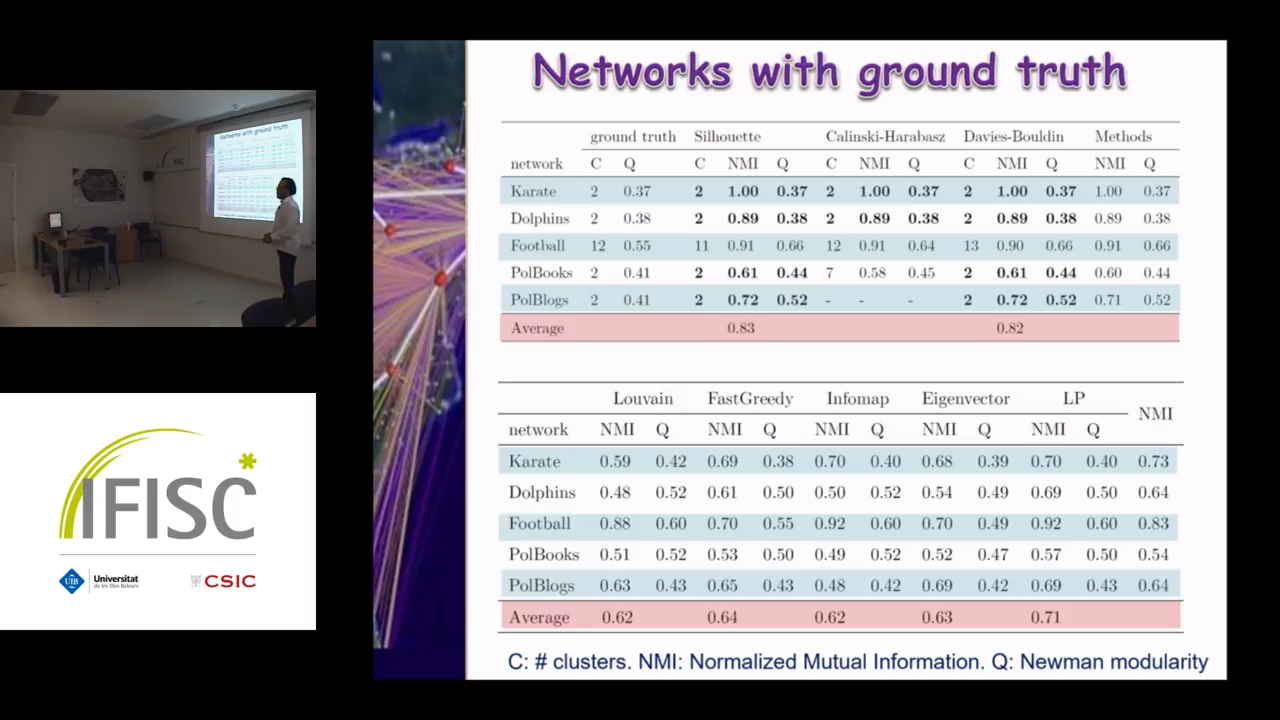 Networks with ground truth
ground truth Silhouette Calinski-Harabasz Davies-Bouldin Methods
network C Q C NMI Q C NMI Q C NMI Q NMI Q
Karate 2 0.37 2 1.00 0.37 2 1.00 0.37 2 1.00 0.37 1.00 0.37
Dolphins 2 0.38 2 0.89 0.38 2 0.89 0.38 2 0.89 0.38 0.89 0.38
Football 12 0.55 11 0.91 0.66 12 0.91 0.64 13 0.90 0.66 0.91 0.66
PolBooks 2 0.41 2 0.61 0.44 7 0.58 0.45 2 0.61 0.44 0.60 0.44
PolBlogs 2 0.41 2 0.72 0.52 - - - 2 0.72 0.52 0.71 0.52
Average 0.83 0.82
Louvain FastGreedy Infomap Eigenvector LP NMI
network NMI Q NMI Q NMI Q NMI Q NMI Q
Karate 0.59 0.42 0.69 0.38 0.70 0.40 0.68 0.39 0.70 0.40 0.73
Dolphins 0.48 0.52 0.61 0.50 0.50 0.52 0.54 0.49 0.69 0.50 0.64
Football 0.88 0.60 0.70 0.55 0.92 0.60 0.70 0.49 0.92 0.60 0.83
PolBooks 0.51 0.52 0.53 0.50 0.49 0.52 0.52 0.47 0.57 0.50 0.54
PolBlogs 0.63 0.43 0.65 0.43 0.48 0.42 0.69 0.42 0.69 0.43 0.64
Average 0.62 0.64 0.62 0.63 0.71
C: # clusters. NMI: Normalized Mutual Information. Q: Newman modularity
Networks with ground truth
IFISC
UIB Universitat
de les Illes Balears
CSIC